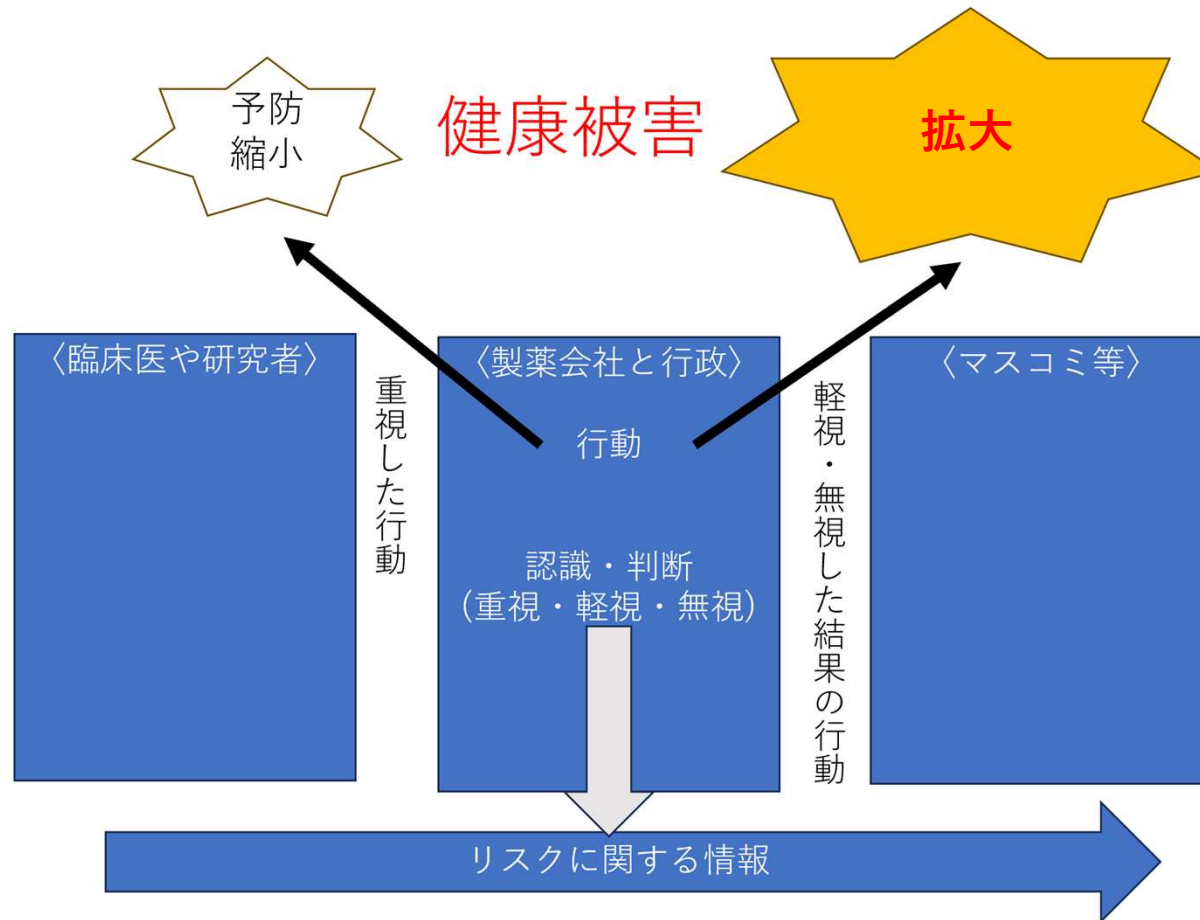 予防
縮小
健康被害
拡大
〈臨床医や研究者〉
重視した行動
〈製薬会社と行政〉
行動
認識・判断
(重視・軽視・無視)
軽視・無視した結果の行動
〈マスコミ等〉
リスクに関する情報